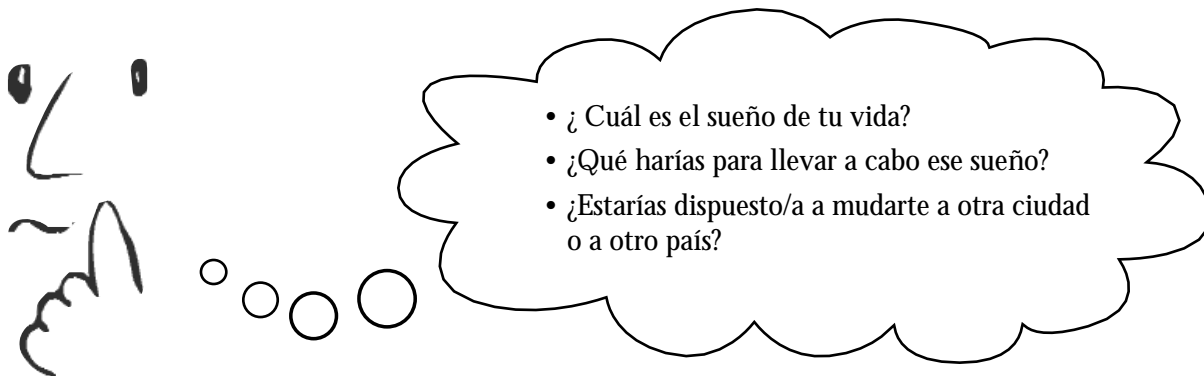 • ¿ Cuál es el sueño de tu vida?
• ¿Qué harías para llevar a cabo ese sueño?
• ¿Estarías dispuesto/a a mudarte a otra ciudad
o a otro país?